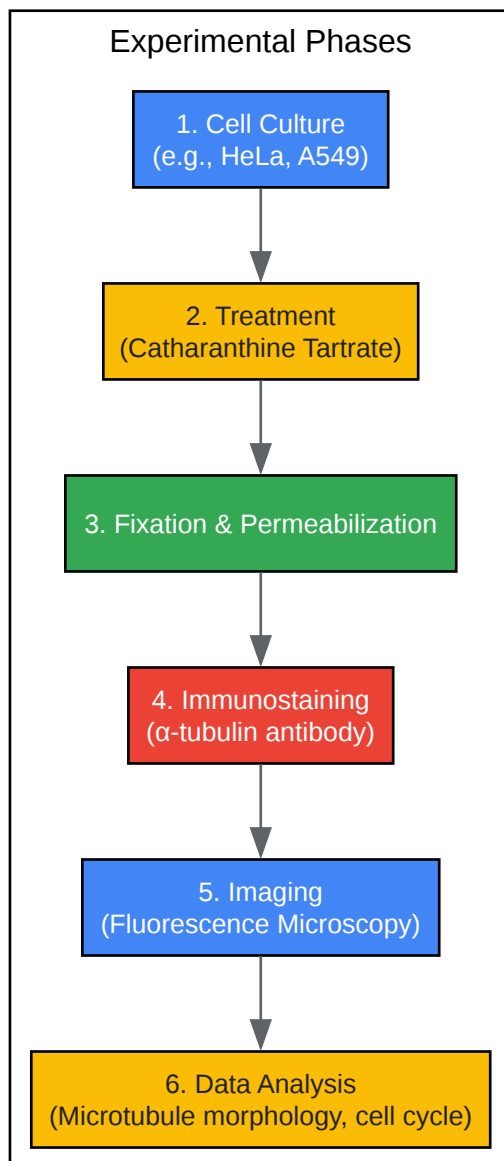 Experimental Phases
1. Cell Culture
(e.g., HeLa, A549)
2. Treatment
(Catharanthine Tartrate)
3. Fixation & Permeabilization
4. Immunostaining
(α-tubulin antibody)
5. Imaging
(Fluorescence Microscopy)
6. Data Analysis
(Microtubule morphology, cell cycle)